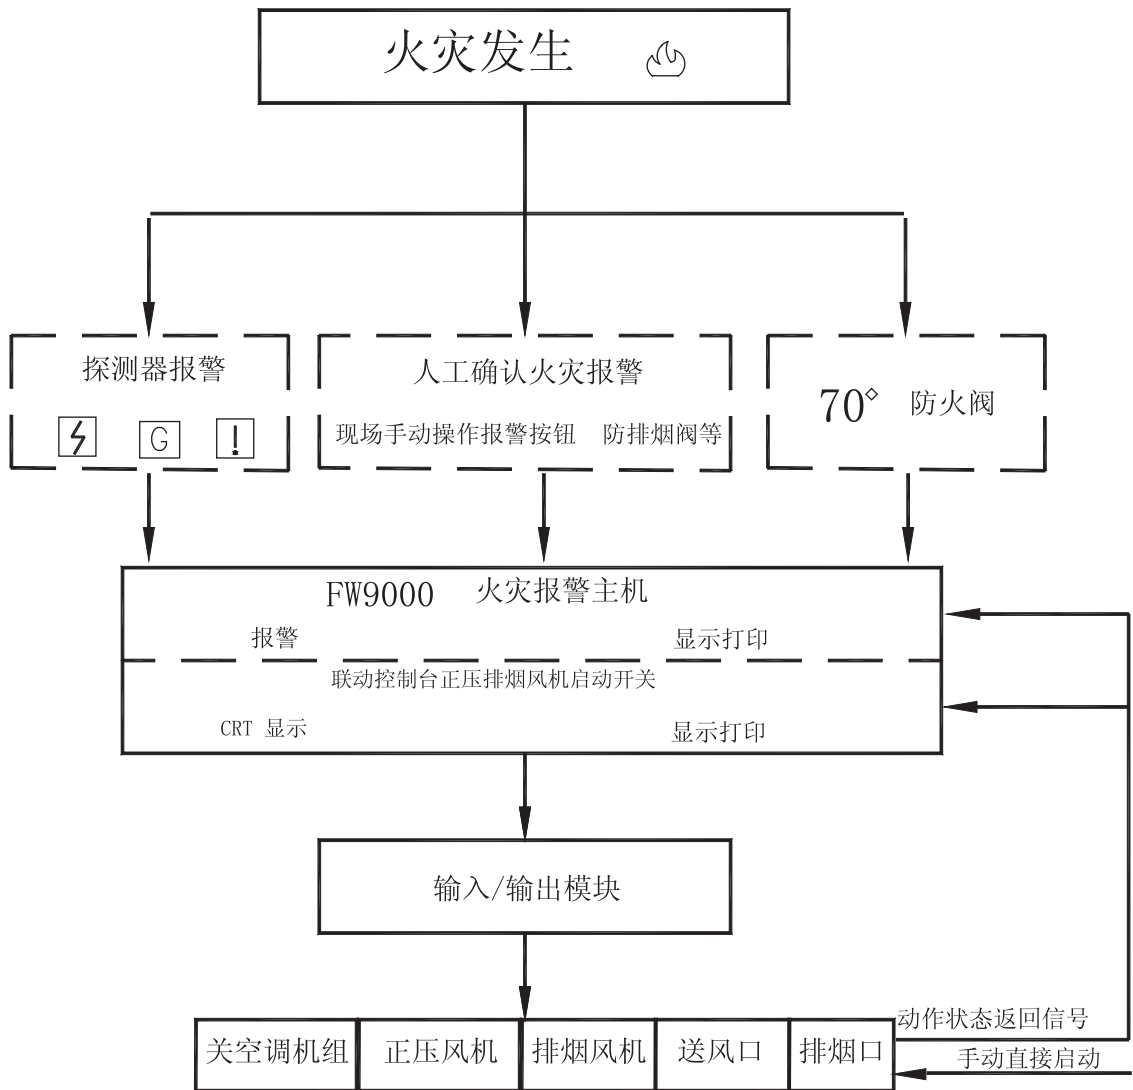 火灾发生
探测器报警
G !
人工确认火灾报警
现场手动操作报警按钮 防排烟阀等
70° 防火阀
FW9000 火灾报警主机
报警 显示打印
联动控制台正压排烟风机启动开关
CRT 显示 显示打印
输入/输出模块
动作状态返回信号
关空调机组 正压风机 排烟风机 送风口 排烟口
手动直接启动